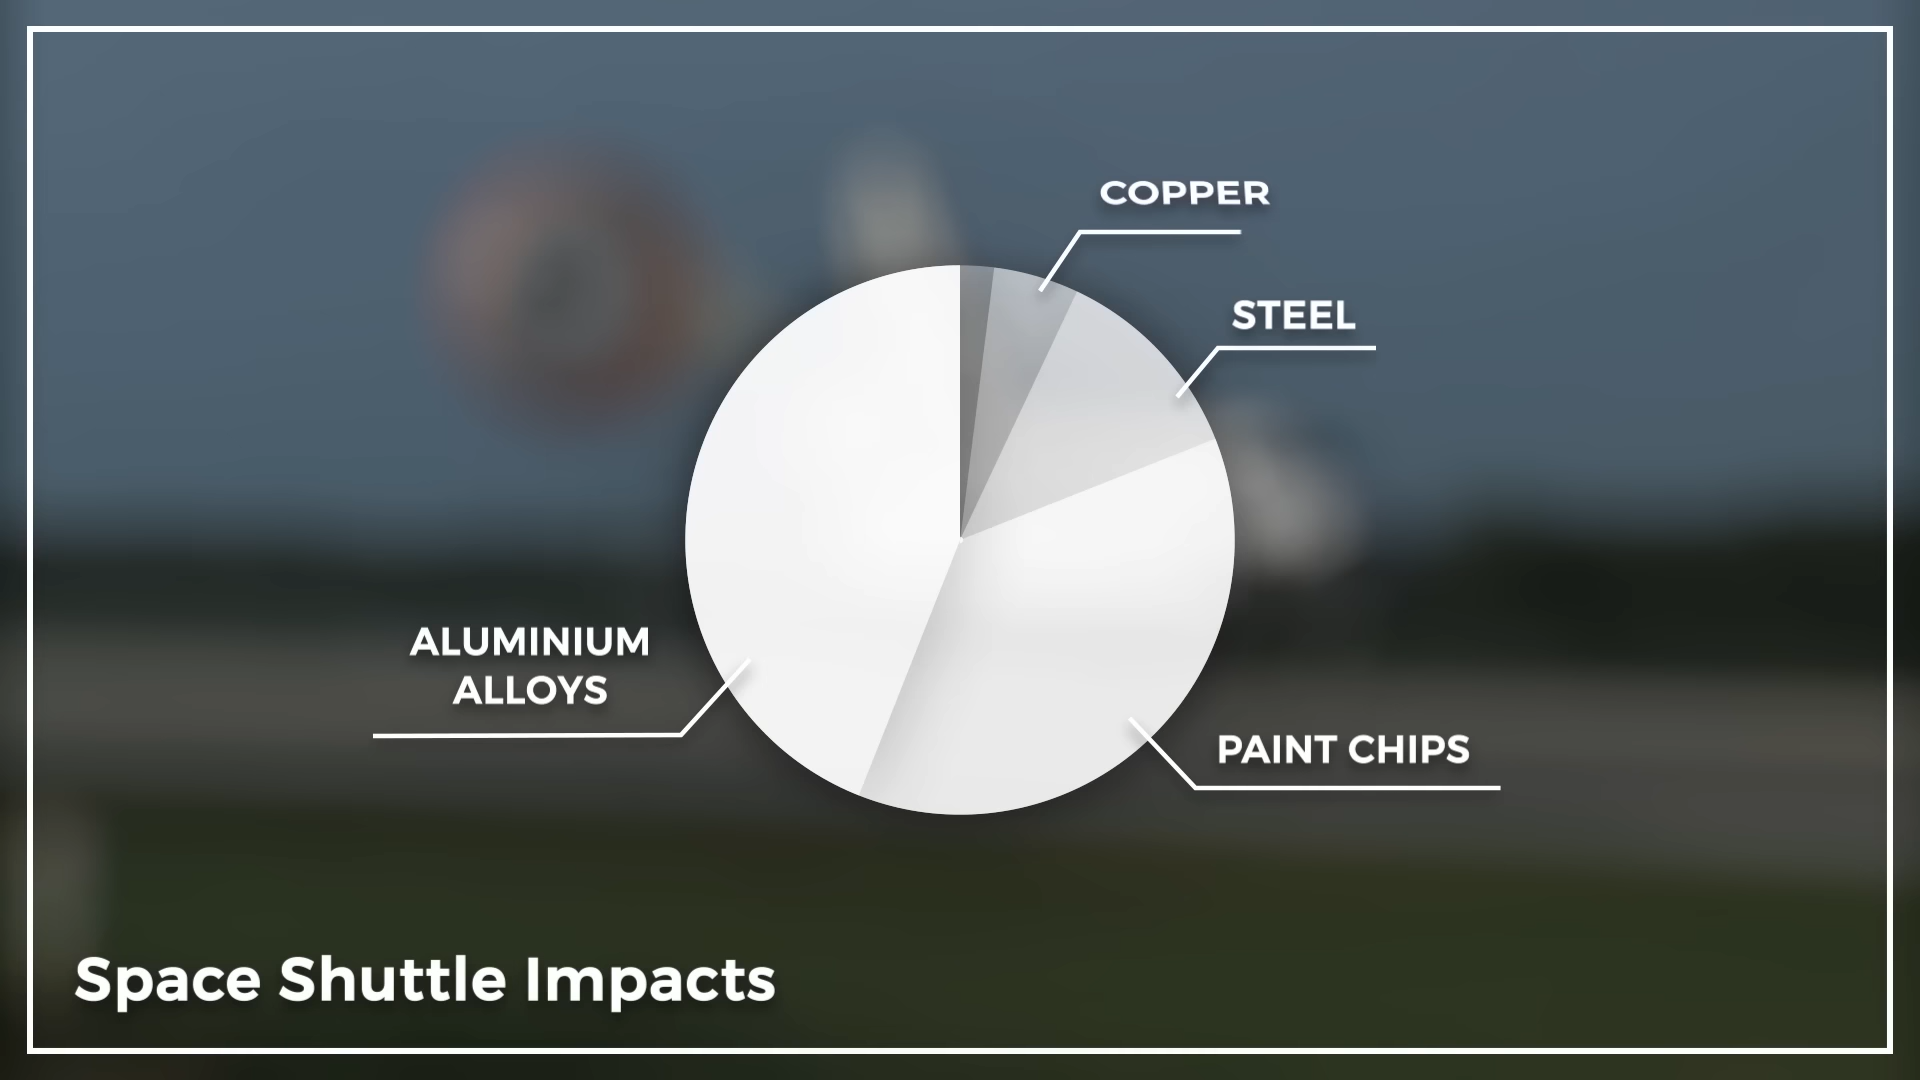 COPPER
STEEL
ALUMINIUM
ALLOYS
PAINT CHIPS
Space Shuttle Impacts